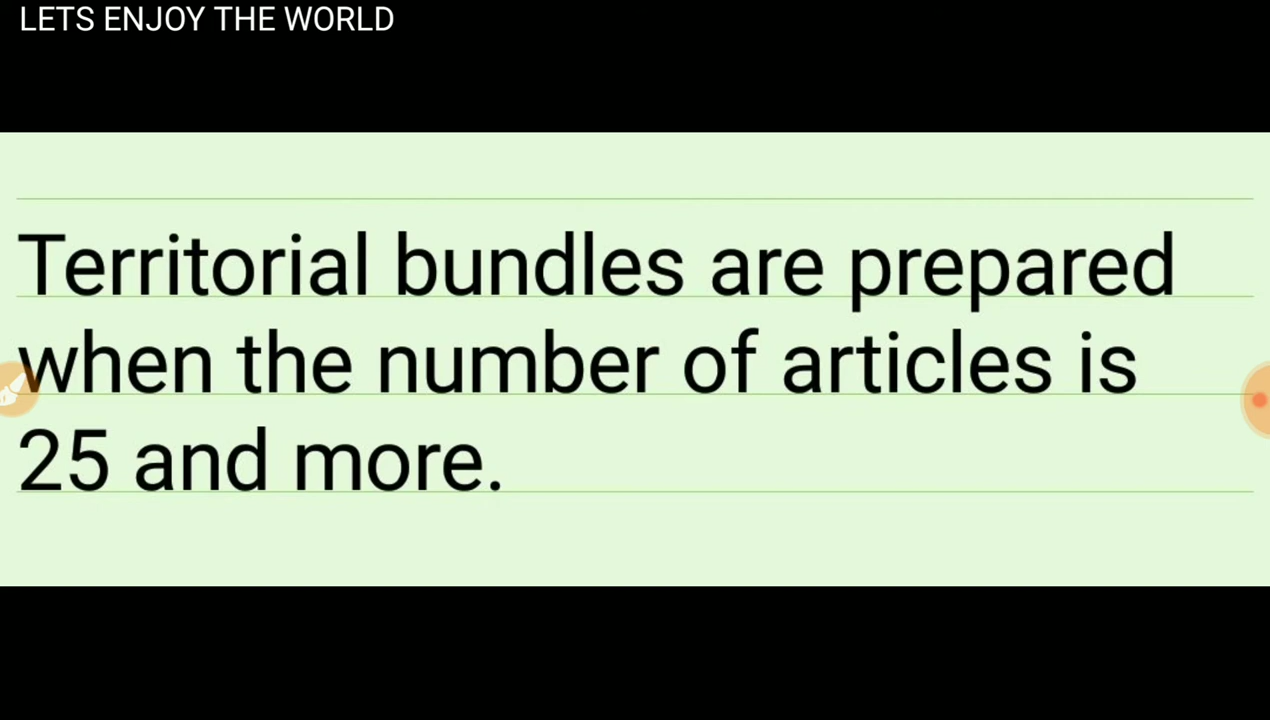 LETS ENJOY THE WORLD
Territorial bundles are prepared
when the number of articles is
25 and more.